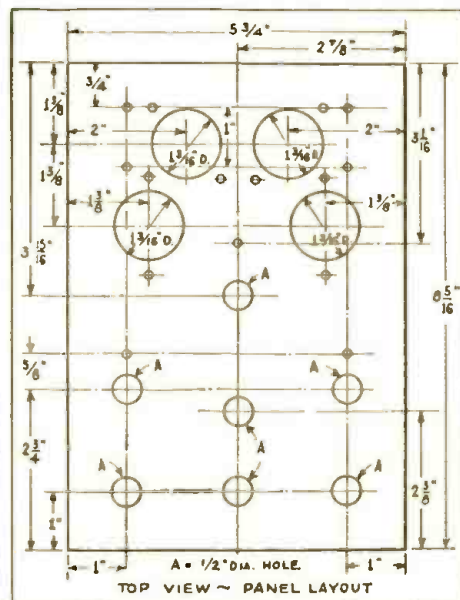 5 3/4"
2 7/8"
3/4"
1 3/8"
1"
2"
2"
3 1/16"
1 3/16" D.
1 3/16" D.
1 3/8"
1 3/8"
1 3/8"
1 3/16" D.
1 3/16" D.
3 15/16"
A
8 5/16"
5/8"
A
A
2 3/4"
A
A
A
2 3/8"
1"
A = 1/2" DIA. HOLE
1"
1"
TOP VIEW ~ PANEL LAYOUT